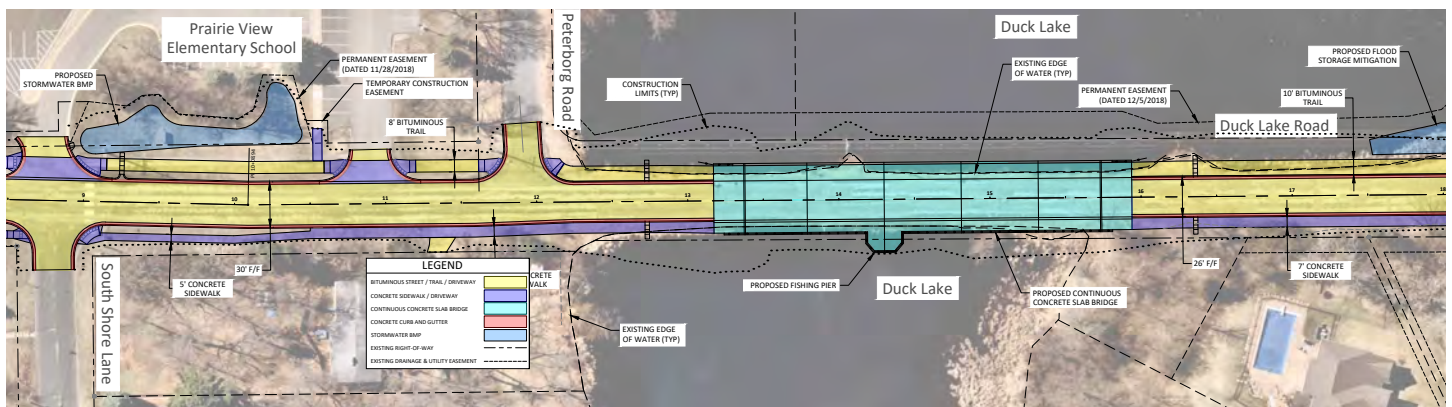 Prairie View
Elementary School
PROPOSED
STORMWATER BMP
PERMANENT EASEMENT
(DATED 11/28/2018)
TEMPORARY CONSTRUCTION
EASEMENT
8' BITUMINOUS
TRAIL
Peterborg Road
Duck Lake
CONSTRUCTION
LIMITS (TYP)
EXISTING EDGE
OF WATER (TYP)
PERMANENT EASEMENT
(DATED 12/5/2018)
PROPOSED FLOOD
STORAGE MITIGATION
10' BITUMINOUS
TRAIL
Duck Lake Road
9
10
11
12
13
14
15
16
17
18
South Shore Lane
5' CONCRETE
SIDEWALK
30' F/F
CRETE
VALK
LEGEND
BITUMINOUS STREET / TRAIL / DRIVEWAY
CONCRETE SIDEWALK / DRIVEWAY
CONTINUOUS CONCRETE SLAB BRIDGE
CONCRETE CURB AND GUTTER
STORMWATER BMP
EXISTING RIGHT-OF-WAY
EXISTING DRAINAGE & UTILITY EASEMENT
EXISTING EDGE
OF WATER (TYP)
PROPOSED FISHING PIER
Duck Lake
PROPOSED CONTINUOUS
CONCRETE SLAB BRIDGE
26' F/F
7' CONCRETE
SIDEWALK